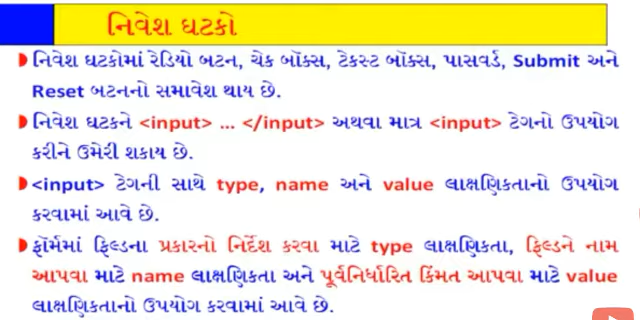 નિવેશ ઘટકો
નિવેશ ઘટકોમાં રેડિયો બટન, ચેક બૉક્સ, ટેકસ્ટ બૉક્સ, પાસવર્ડ, Submit અને
Reset બટનનો સમાવેશ થાય છે.
નિવેશ ઘટકને <input> ... </input> અથવા માત્ર <input> ટેગનો ઉપયોગ
કરીને ઉમેરી શકાય છે.
<input> ટેગની સાથે type, name અને value લાક્ષણિકતાનો ઉપયોગ
કરવામાં આવે છે.
ફૉર્મમાં ફિલ્ડના પ્રકારનો નિર્દેશ કરવા માટે type લાક્ષણિકતા, ફિલ્ડને નામ
આપવા માટે name લાક્ષણિકતા અને પૂર્વનિર્ધારિત કિંમત આપવા માટે value
લાક્ષણિકતાનો ઉપયોગ કરવામાં આવે છે.